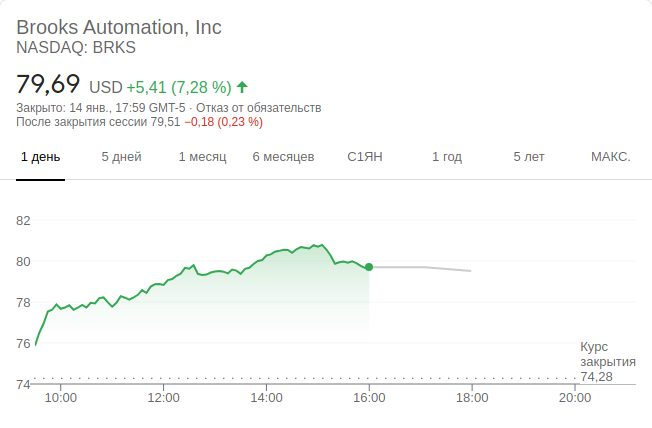 Brooks Automation, Inc
NASDAQ: BRKS
79,69 USD +5,41 (7,28 %)
Закрыто: 14 янв., 17:59 GMT-5 · Отказ от обязательств
После закрытия сессии 79,51 −0,18 (0,23 %)
1 день 5 дней 1 месяц 6 месяцев С1ЯН 1 год 5 лет МАКС.
82
80
78
76
Курс
закрытия
74,28
74
10:00 12:00 14:00 16:00 18:00 20:00